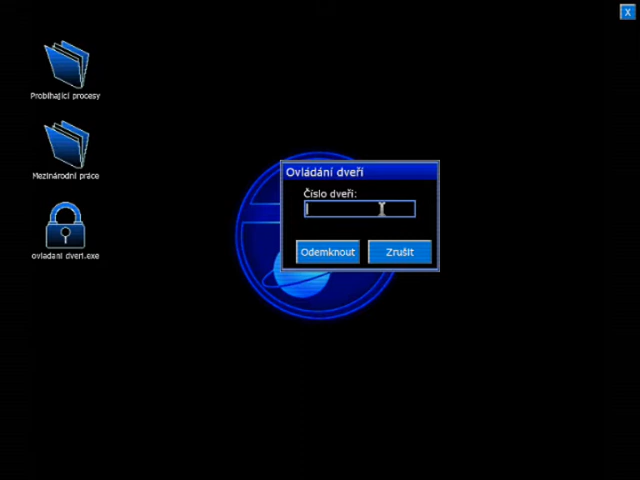 X
Probíhající procesy
Mezinárodní práce
ovladani dveri.exe
Ovládání dveří
Číslo dveří:
Odemknout
Zrušit